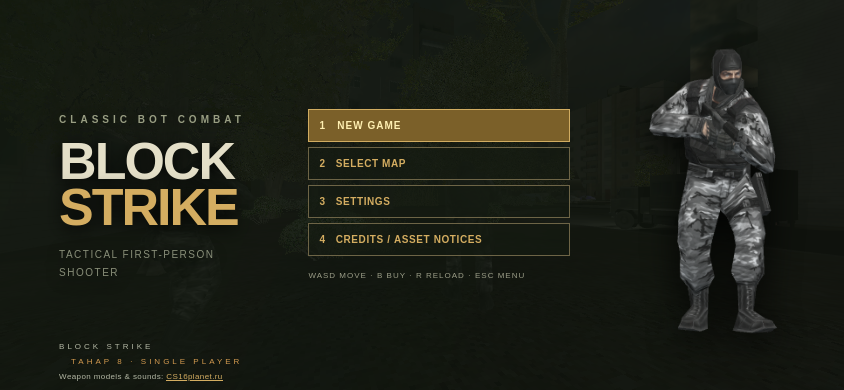 CLASSIC BOT COMBAT
BLOCK
STRIKE
TACTICAL FIRST-PERSON
SHOOTER
1 NEW GAME
2 SELECT MAP
3 SETTINGS
4 CREDITS / ASSET NOTICES
WASD MOVE · B BUY · R RELOAD · ESC MENU
BLOCK STRIKE
TAHAP 8 · SINGLE PLAYER
Weapon models & sounds: CS16planet.ru